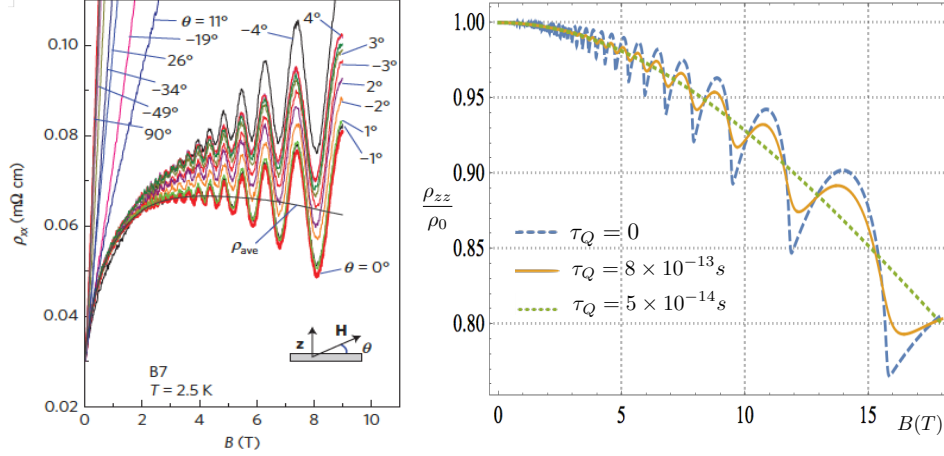 0.10
0.08
0.06
0.04
0.02
ρxx (mΩ cm)
θ = 11°
−19°
26°
−34°
−49°
90°
−4°
4°
3°
−3°
2°
−2°
1°
−1°
ρave
θ = 0°
z
H
θ
B7
T = 2.5 K
0 2 4 6 8 10
B (T)
1.00
0.95
0.90
0.85
0.80
ρzz
ρ0
τQ = 0
τQ = 8 × 10⁻¹³s
τQ = 5 × 10⁻¹⁴s
0 5 10 15
B(T)